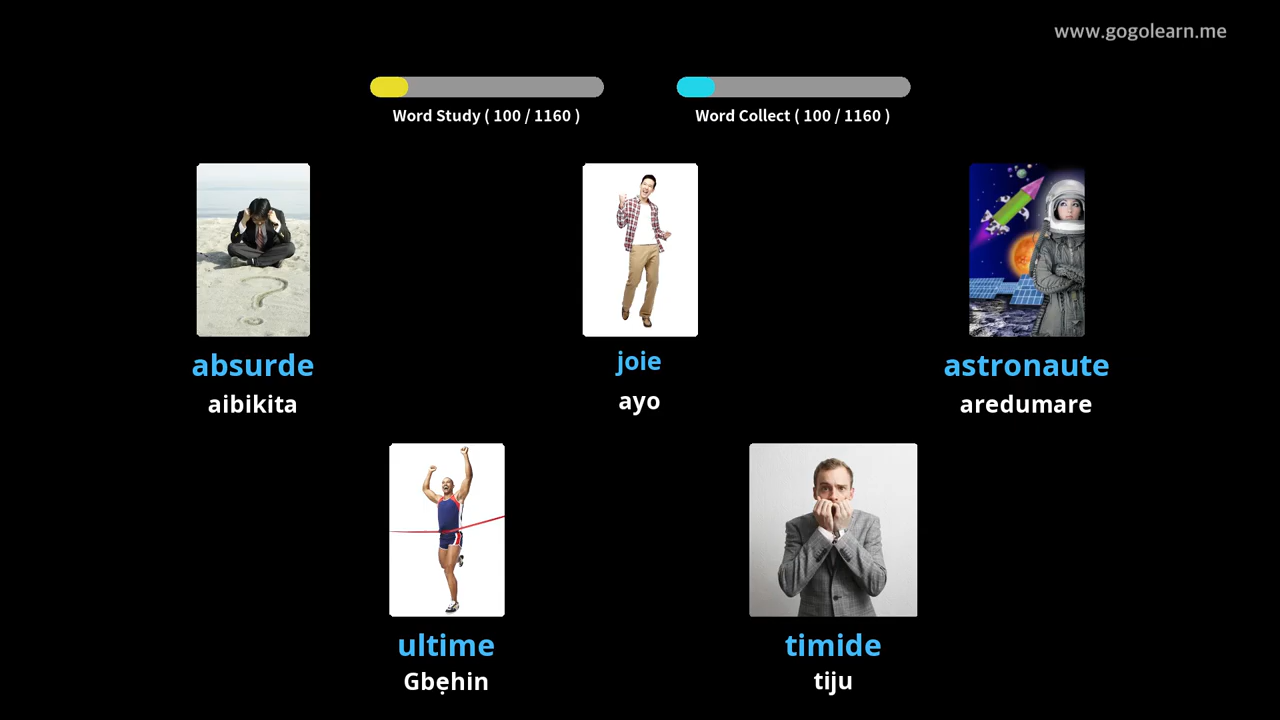 www.gogolearn.me
Word Study ( 100 / 1160 )
Word Collect ( 100 / 1160 )
absurde
aibikita
joie
ayo
astronaute
aredumare
ultime
Gbẹhin
timide
tiju